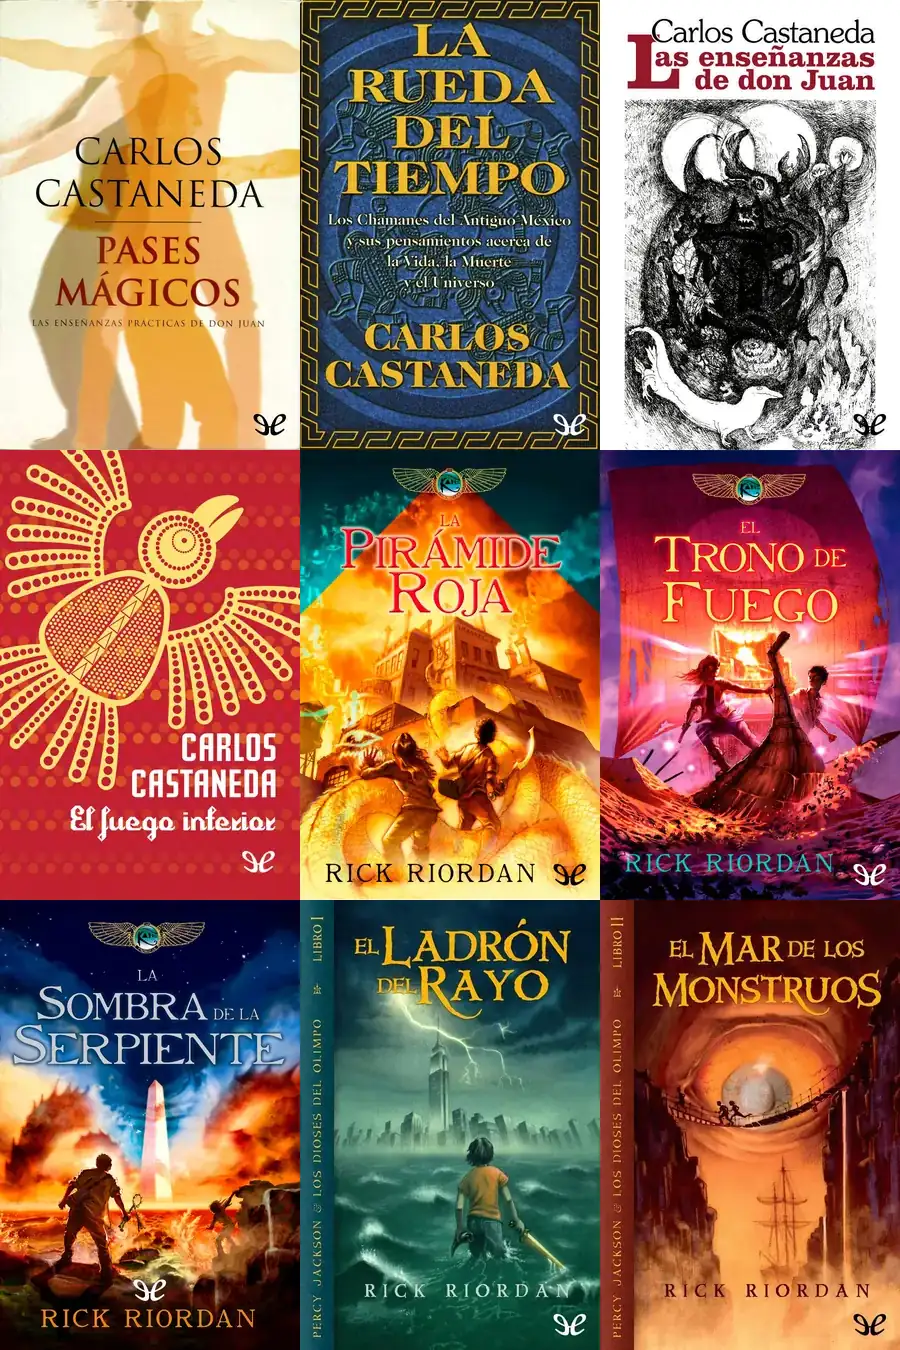 CARLOS
CASTANEDA
PASES
MÁGICOS
LAS ENSEÑANZAS PRÁCTICAS DE DON JUAN
LA
RUEDA
DEL
TIEMPO
Los Chamanes del Antiguo México
y sus pensamientos acerca de
la Vida, la Muerte
y el Universo
CARLOS
CASTANEDA
Carlos Castaneda
Las enseñanzas
de don Juan
CARLOS
CASTANEDA
El fuego interior
LA
PIRÁMIDE
ROJA
RICK RIORDAN
EL
TRONO DE
FUEGO
RICK RIORDAN
LA
SOMBRA DE LA
SERPIENTE
RICK RIORDAN
PERCY JACKSON & LOS DIOSES DEL OLIMPO LIBRO I
EL LADRÓN
DEL RAYO
RICK RIORDAN
PERCY JACKSON & LOS DIOSES DEL OLIMPO LIBRO II
EL MAR DE LOS
MONSTRUOS
RICK RIORDAN